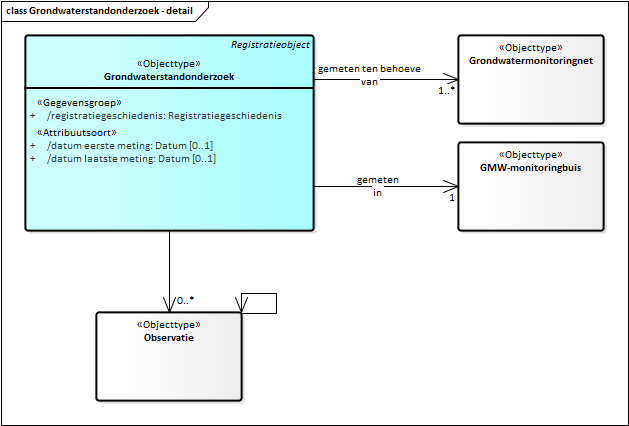 class Grondwaterstandonderzoek - detail
Registratieobject
«Objecttype»
Grondwaterstandonderzoek
«Gegevensgroep»
+ /registratiegeschiedenis: Registratiegeschiedenis
«Attribuutsoort»
+ /datum eerste meting: Datum [0..1]
+ /datum laatste meting: Datum [0..1]
gemeten ten behoeve
van
1..*
«Objecttype»
Grondwatermonitoringnet
gemeten
in
1
«Objecttype»
GMW-monitoringbuis
0..*
«Objecttype»
Observatie